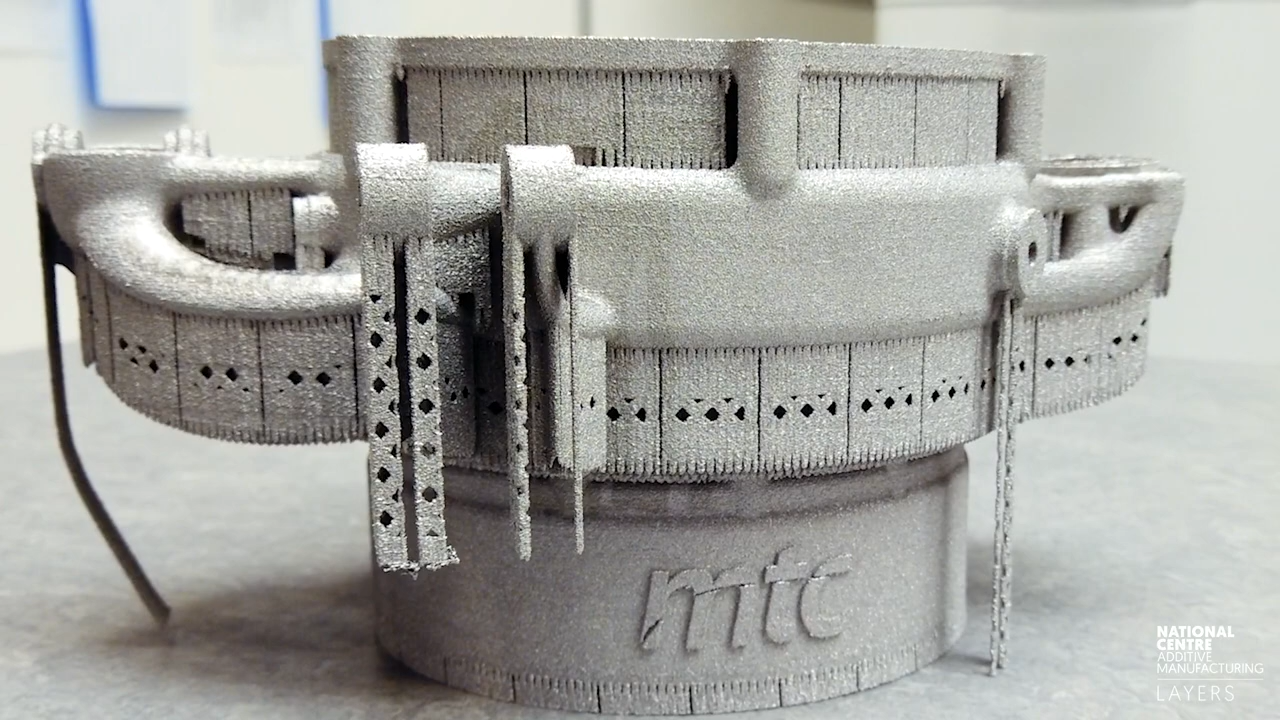 mtc
NATIONAL
CENTRE
ADDITIVE
MANUFACTURING
LAYERS